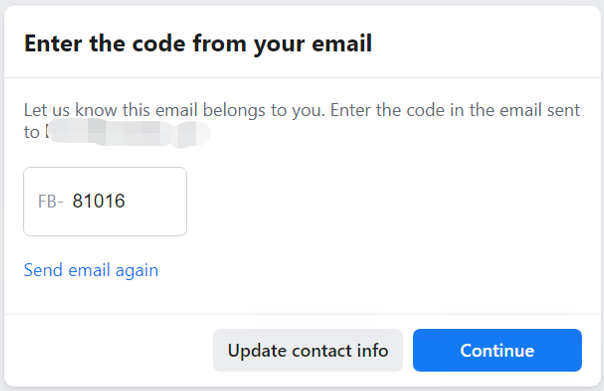 Enter the code from your email
Let us know this email belongs to you. Enter the code in the email sent
to
FB- 81016
Send email again
Update contact info
Continue